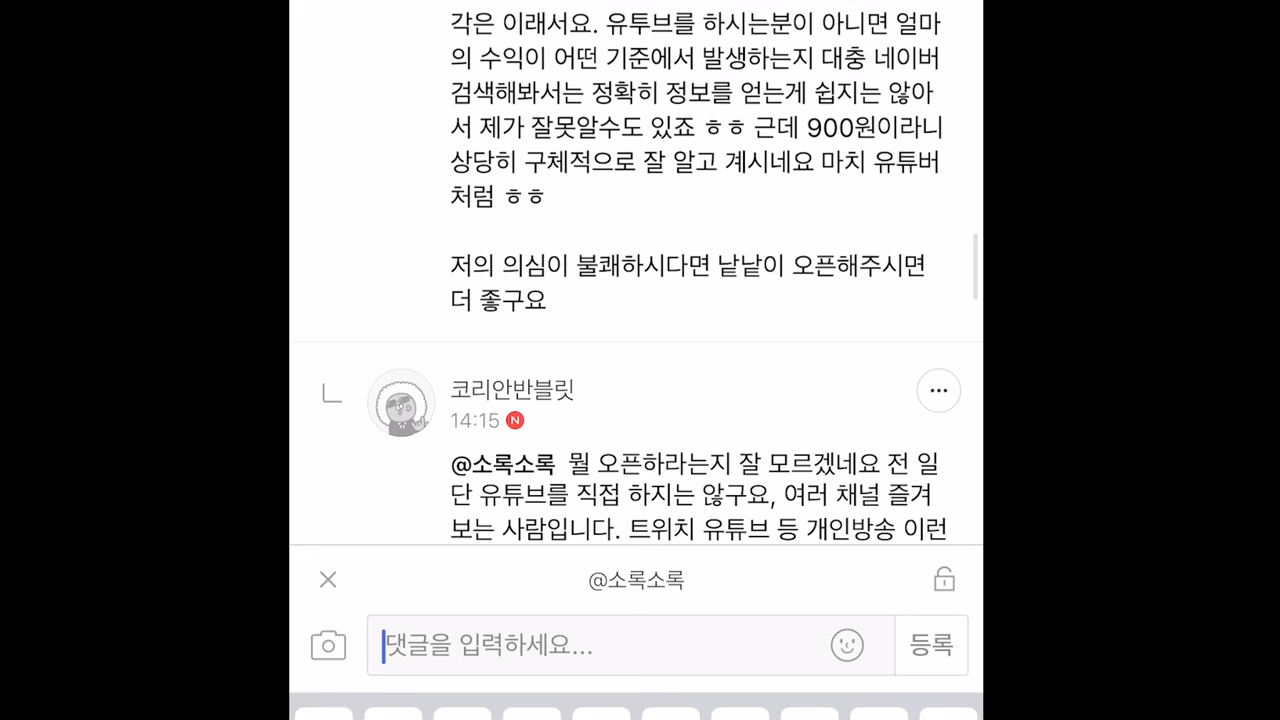 각은 이래서요. 유투브를 하시는분이 아니면 얼마
의 수익이 어떤 기준에서 발생하는지 대충 네이버
검색해봐서는 정확히 정보를 얻는게 쉽지는 않아
서 제가 잘못알수도 있죠 ㅎㅎ 근데 900원이라니
상당히 구체적으로 잘 알고 계시네요 마치 유튜버
처럼 ㅎㅎ
저의 의심이 불쾌하시다면 낱낱이 오픈해주시면
더 좋구요
코리안반블릿
14:15 N
@소록소록 뭘 오픈하라는지 잘 모르겠네요 전 일
단 유튜브를 직접 하지는 않구요, 여러 채널 즐겨
보는 사람입니다. 트위치 유튜브 등 개인방송 이런
@소록소록
댓글을 입력하세요...
등록